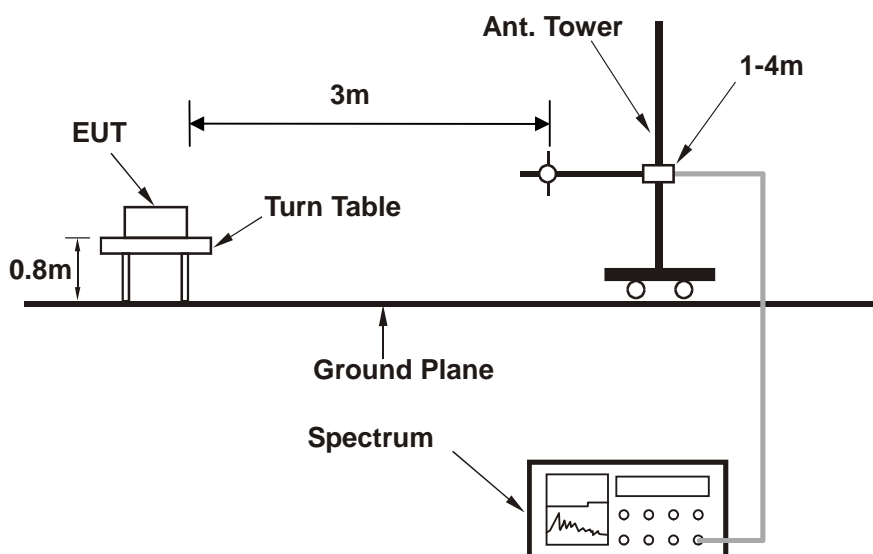 Ant. Tower
1-4m
3m
EUT
Turn Table
0.8m
Ground Plane
Spectrum